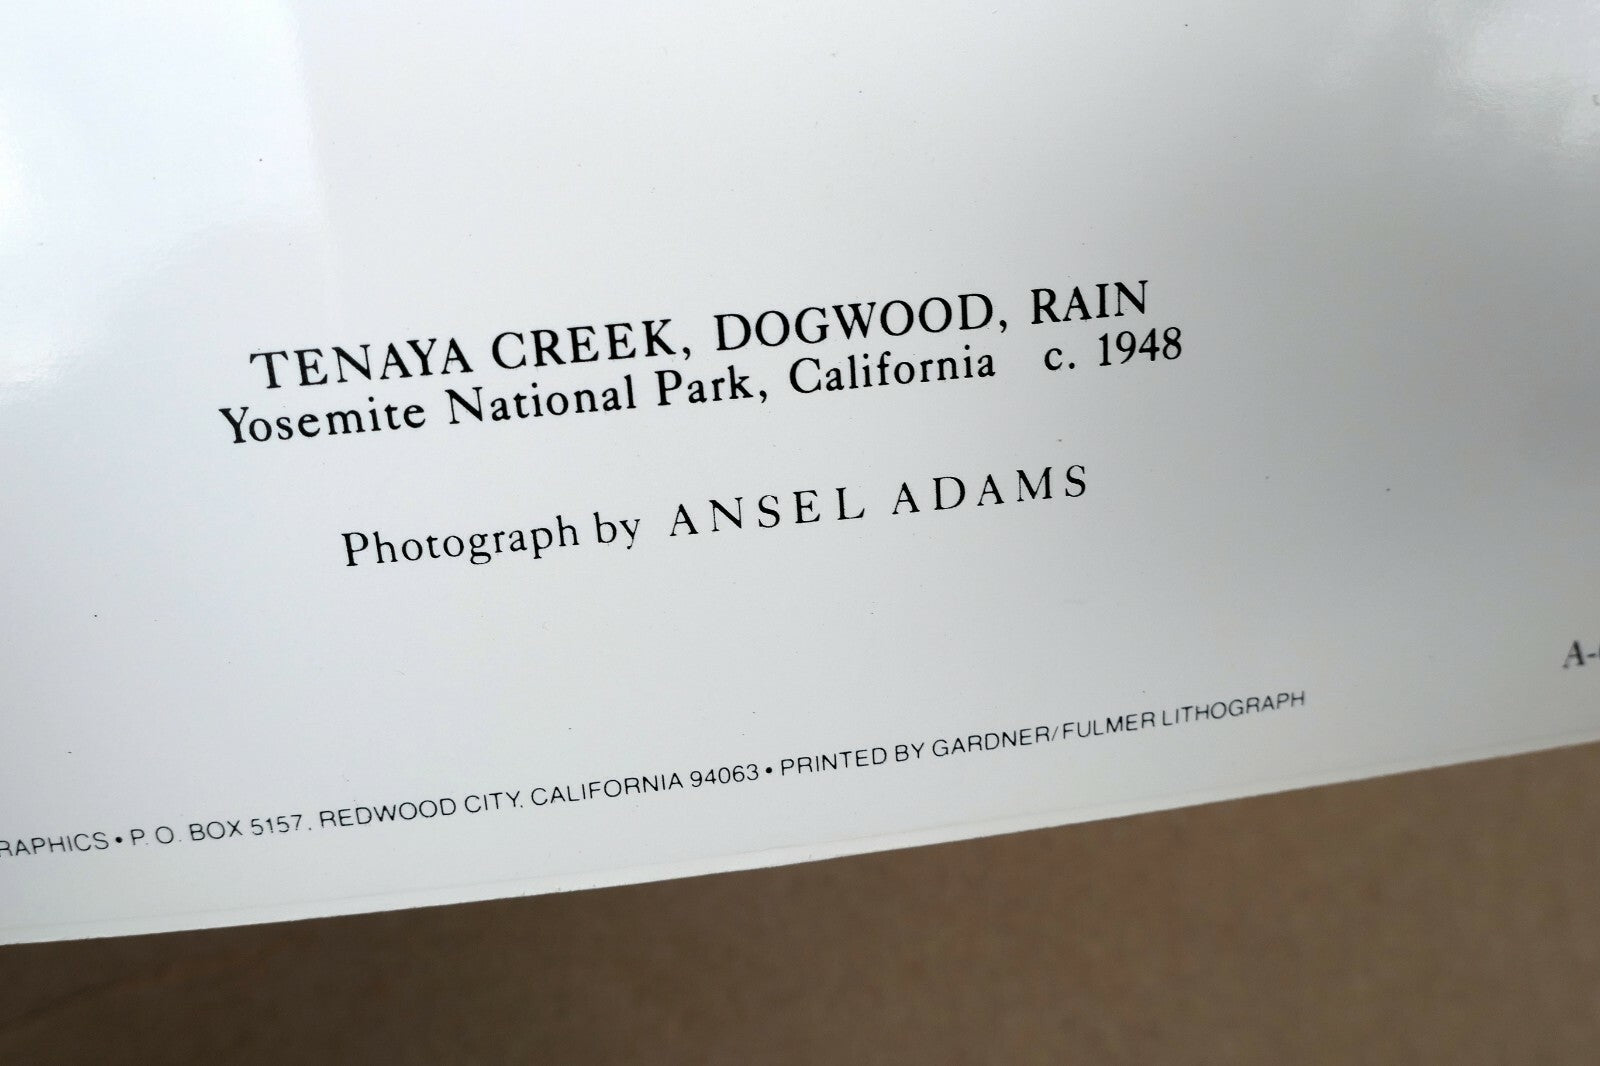 TENAYA CREEK, DOGWOOD, RAIN
Yosemite National Park, California c. 1948
Photograph by ANSEL ADAMS
A-
RAPHICS • P. O. BOX 5157, REDWOOD CITY, CALIFORNIA 94063 • PRINTED BY GARDNER/FULMER LITHOGRAPH